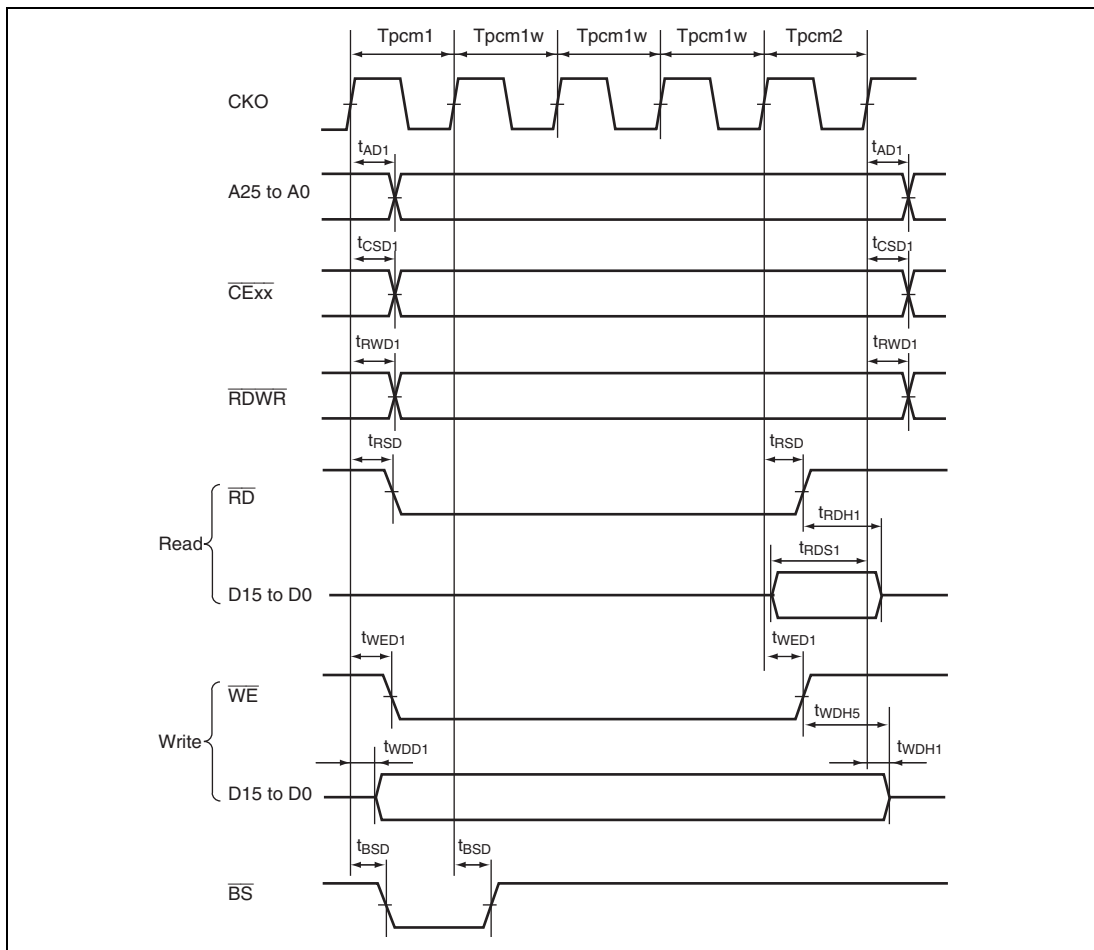 Tpcm1 Tpcm1w Tpcm1w Tpcm1w Tpcm2
CKO
tAD1 tAD1
A25 to A0
tCSD1 tCSD1
CExx
tRWD1 tRWD1
RDWR
tRSD tRSD
RD
tRDH1
Read
tRDS1
D15 to D0
tWED1 tWED1
WE
tWDH5
Write
tWDD1 tWDH1
D15 to D0
tBSD tBSD
BS